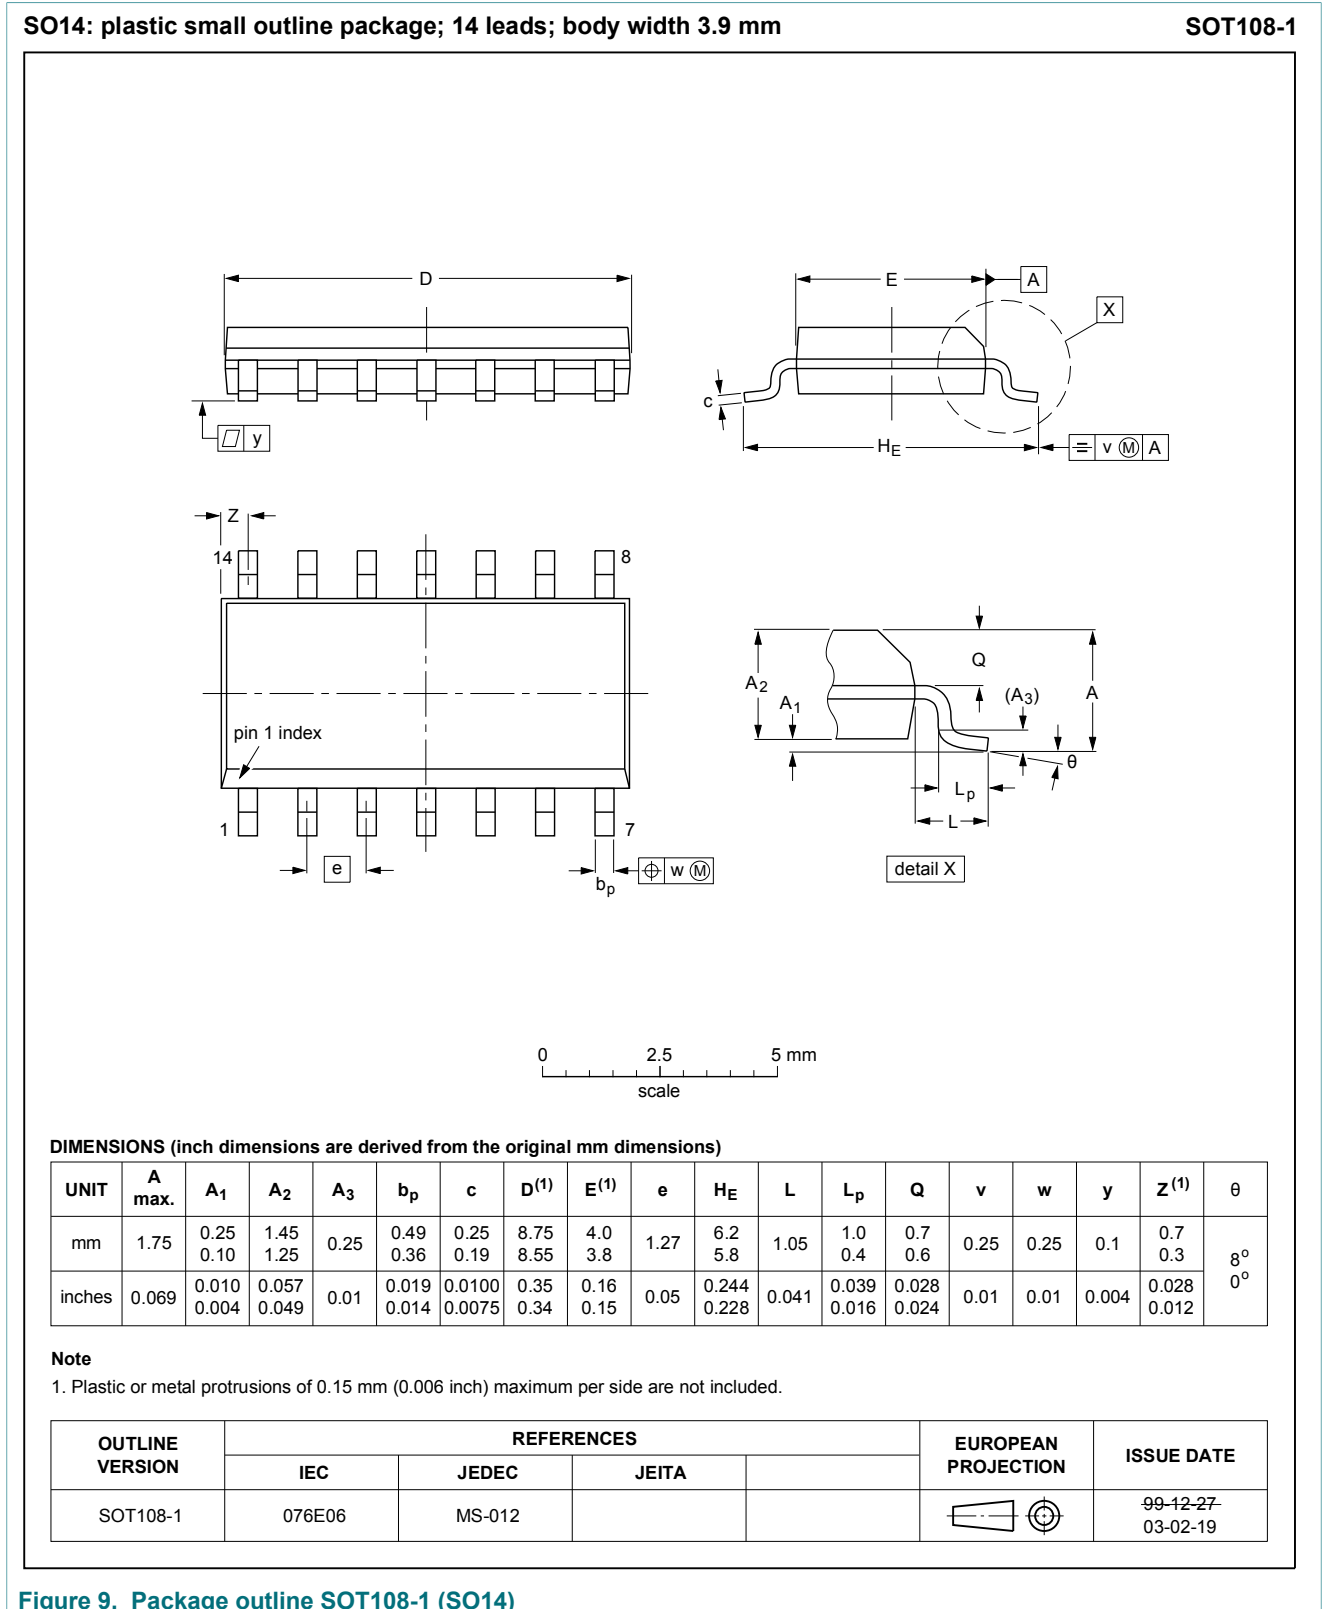 SO14: plastic small outline package; 14 leads; body width 3.9 mm SOT108-1
D
E
A
X
c
y
HE
v M A
Z
14
8
pin 1 index
1
7
e
bp
w M
Q
A2
A1
(A3)
A
θ
Lp
L
detail X
0 2.5 5 mm
scale
DIMENSIONS (inch dimensions are derived from the original mm dimensions)
UNIT A max. A1 A2 A3 bp c D(1) E(1) e HE L Lp Q v w y Z(1) θ
mm 1.75 0.25 0.10 1.45 1.25 0.25 0.49 0.36 0.25 0.19 8.75 8.55 4.0 3.8 1.27 6.2 5.8 1.05 1.0 0.4 0.7 0.6 0.25 0.25 0.1 0.7 0.3 8° 0°
inches 0.069 0.010 0.004 0.057 0.049 0.01 0.019 0.014 0.0100 0.0075 0.35 0.34 0.16 0.15 0.05 0.244 0.228 0.041 0.039 0.016 0.028 0.024 0.01 0.01 0.004 0.028 0.012
Note
1. Plastic or metal protrusions of 0.15 mm (0.006 inch) maximum per side are not included.
OUTLINE VERSION REFERENCES EUROPEAN PROJECTION ISSUE DATE
IEC JEDEC JEITA
SOT108-1 076E06 MS-012 99-12-27
03-02-19
Figure 9. Package outline SOT108-1 (SO14)